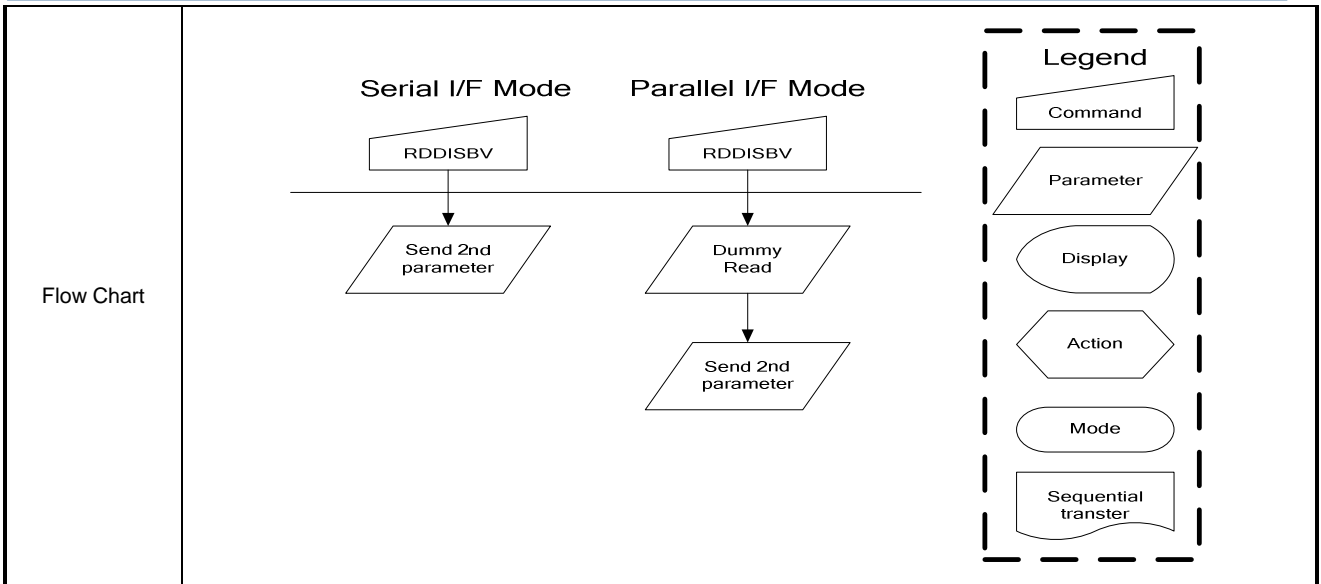 Flow Chart
Serial I/F Mode
RDDISBV
Send 2nd
parameter
Parallel I/F Mode
RDDISBV
Dummy
Read
Send 2nd
parameter
Legend
Command
Parameter
Display
Action
Mode
Sequential
transter